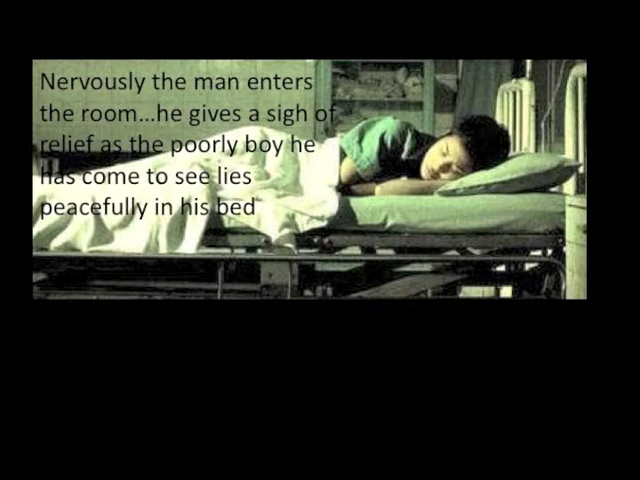 Nervously the man enters
the room...he gives a sigh of
relief as the poorly boy he
has come to see lies
peacefully in his bed